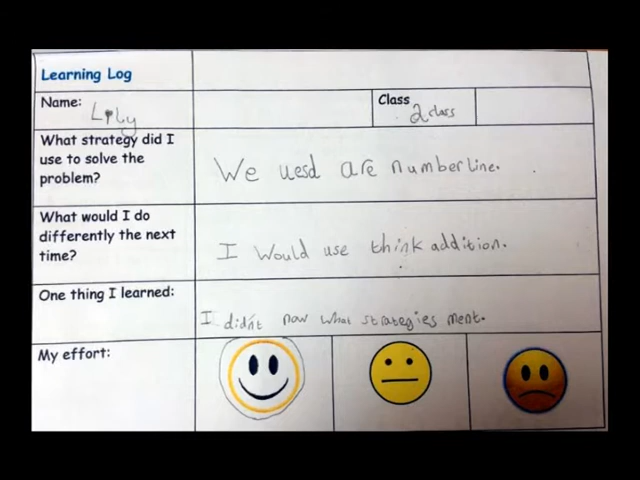 Learning Log
Name: Lily
Class 2 class
What strategy did I
use to solve the
problem?
We uesd are numberline.
What would I do
differently the next
time?
I would use think addition.
One thing I learned:
I didn't now what strategies ment.
My effort: